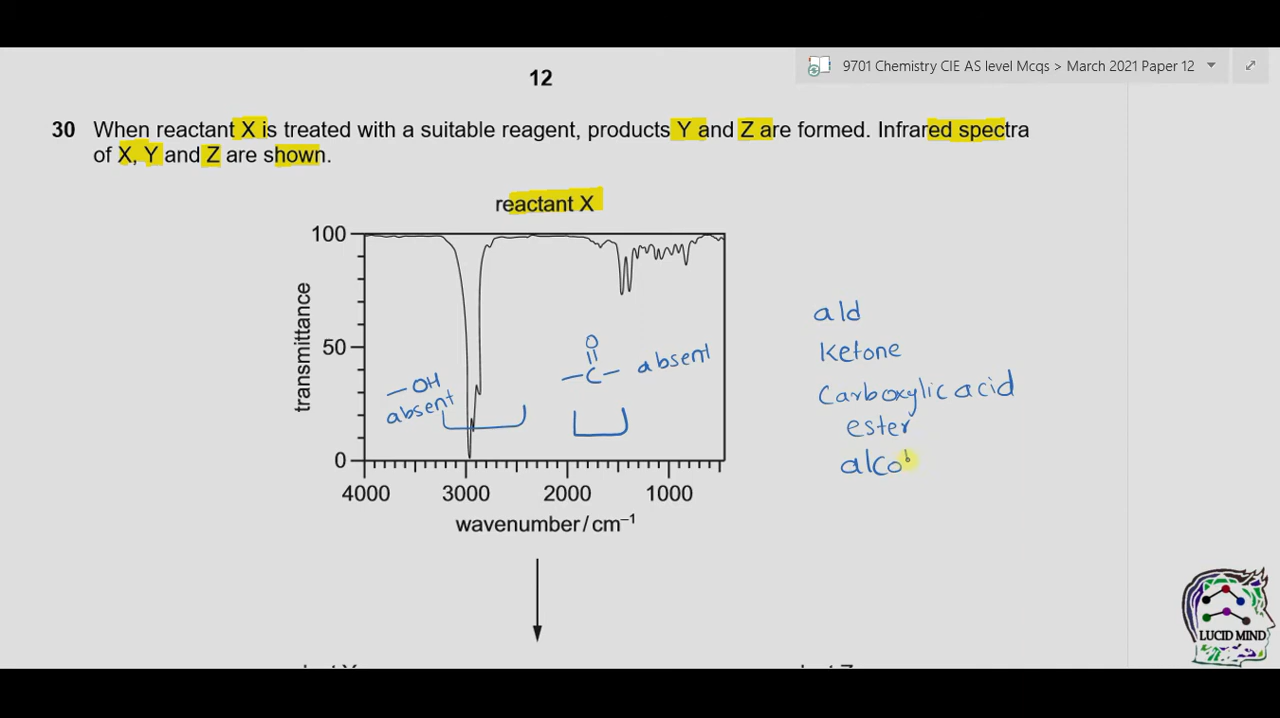 12
9701 Chemistry CIE AS level Mcqs > March 2021 Paper 12
30 When reactant X is treated with a suitable reagent, products Y and Z are formed. Infrared spectra
of X, Y and Z are shown.
reactant X
100
50
0
transmittance
4000 3000 2000 1000
wavenumber/cm⁻¹
–OH
absent
O
–C– absent
ald
ketone
Carboxylic acid
ester
alco
LUCID MIND